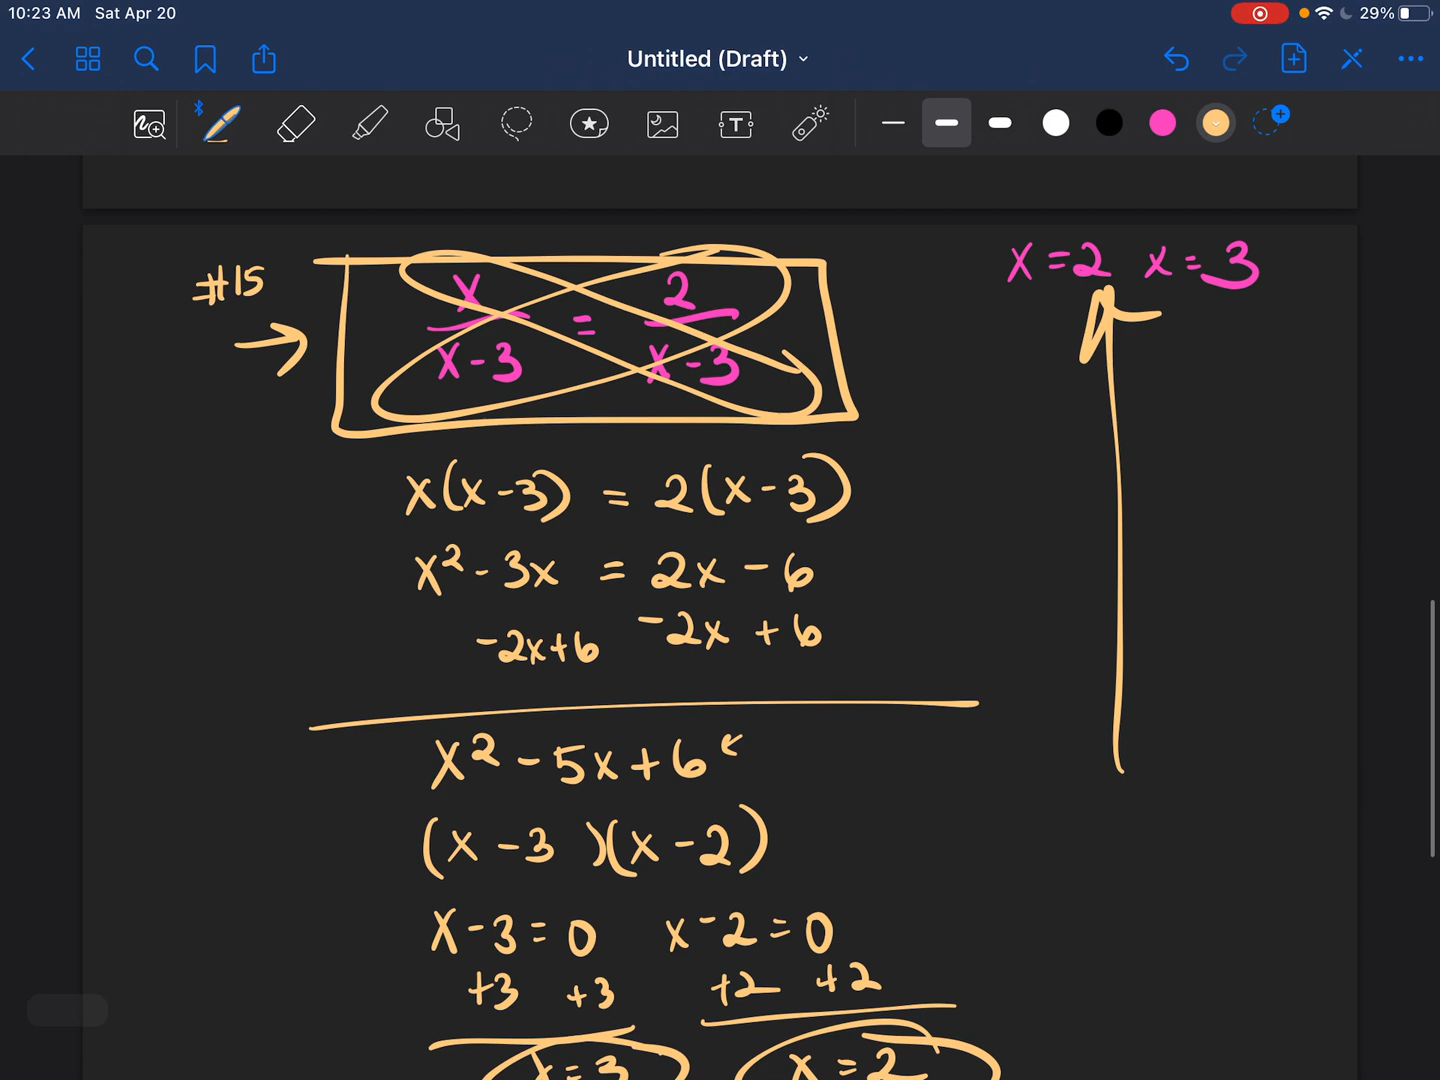 10:23 AM Sat Apr 20
29%
Untitled (Draft)
T
#15
x/x-3 = 2/x-3
x=2 x=3
x(x-3) = 2(x-3)
x²-3x = 2x-6
-2x+6 -2x+6
x²-5x+6
(x-3)(x-2)
x-3=0 x-2=0
+3 +3 +2 +2
x=3 x=2